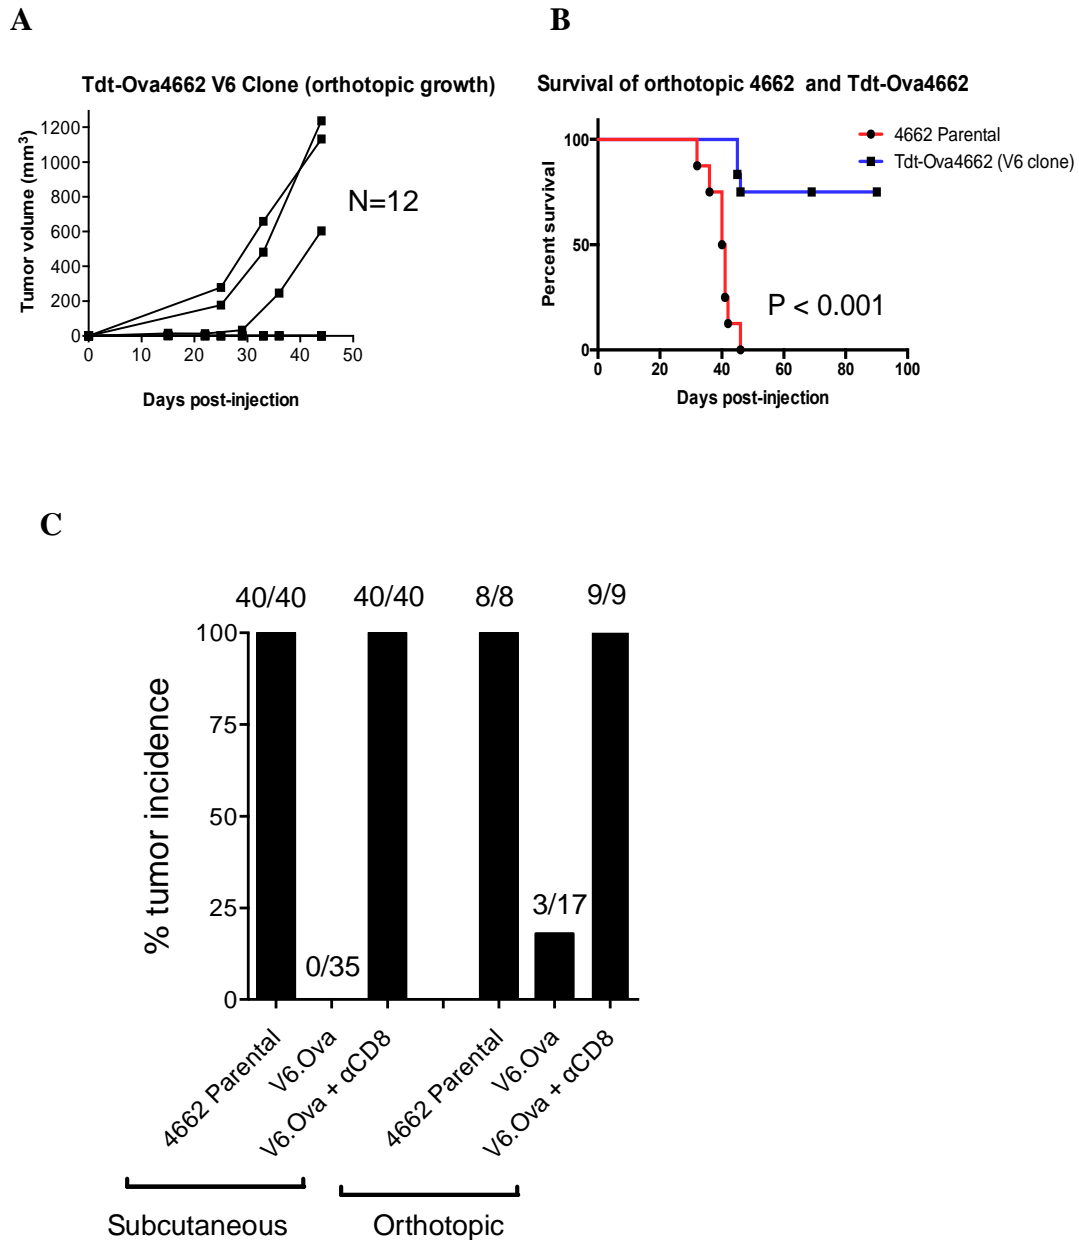 A
Tdt-Ova4662 V6 Clone (orthotopic growth)
Tumor volume (mm³)
1200
1000
800
600
400
200
0
N=12
0 10 20 30 40 50
Days post-injection
B
Survival of orthotopic 4662 and Tdt-Ova4662
Percent survival
100
50
0
4662 Parental
Tdt-Ova4662 (V6 clone)
P < 0.001
0 20 40 60 80 100
Days post-injection
C
40/40 40/40 8/8 9/9
% tumor incidence
100
75
50
25
0
0/35
3/17
4662 Parental
V6.Ova
V6.Ova + αCD8
4662 Parental
V6.Ova
V6.Ova + αCD8
Subcutaneous
Orthotopic